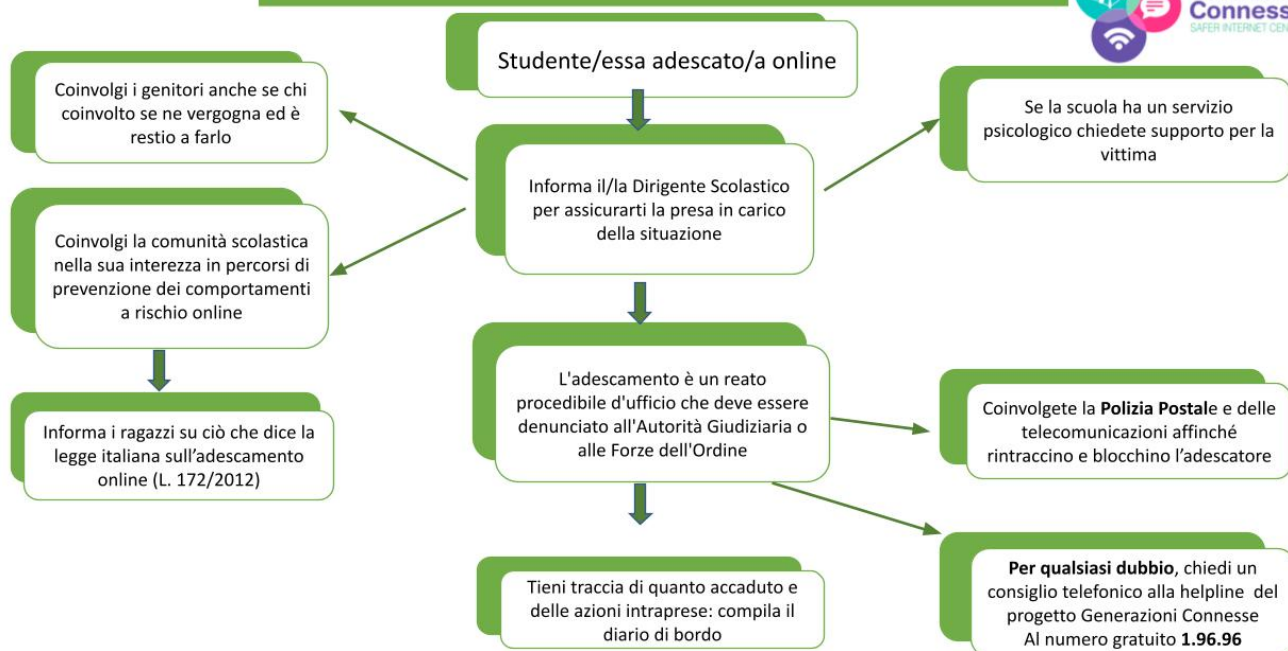 Conness
SAFER INTERNET CEN
Studente/essa adescato/a online
Coinvolgi i genitori anche se chi
coinvolto se ne vergogna ed è
restio a farlo
Informa il/la Dirigente Scolastico
per assicurarti la presa in carico
della situazione
Se la scuola ha un servizio
psicologico chiedete supporto per la
vittima
Coinvolgi la comunità scolastica
nella sua interezza in percorsi di
prevenzione dei comportamenti
a rischio online
Informa i ragazzi su ciò che dice la
legge italiana sull’adescamento
online (L. 172/2012)
L'adescamento è un reato
procedibile d'ufficio che deve essere
denunciato all'Autorità Giudiziaria o
alle Forze dell'Ordine
Coinvolgete la Polizia Postale e delle
telecomunicazioni affinché
rintraccino e blocchino l’adescatore
Tieni traccia di quanto accaduto e
delle azioni intraprese: compila il
diario di bordo
Per qualsiasi dubbio, chiedi un
consiglio telefonico alla helpline del
progetto Generazioni Connesse
Al numero gratuito 1.96.96